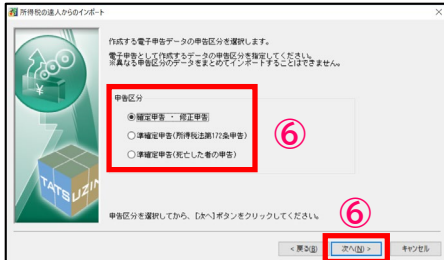 所得税の達人からのインポート
作成する電子申告データの申告区分を選択します。
電子申告として作成するデータの申告区分を指定してください。
※異なる申告区分のデータをまとめてインポートすることはできません。
申告区分
確定申告 ・ 修正申告
準確定申告(所得税法第172条申告)
準確定申告(死亡した者の申告)
⑥
TATSUZIN
申告区分を選択してから、[次へ]ボタンをクリックしてください。
⑥
< 戻る(B) 次へ(N) > キャンセル